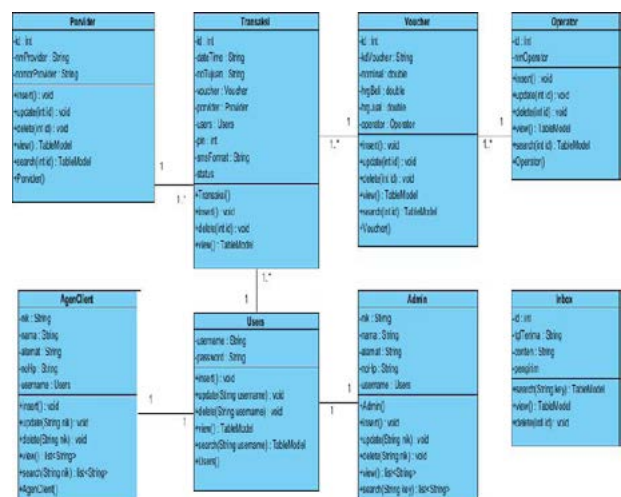 Porvider
-id : int
-nmProvider : String
-nomorProvider : String
+insert() : void
+update(int id) : void
+delete(int id) : void
+view() : TableModel
+search(int id) : TableModel
+Porvider()
Transaksi
-id : int
-dateTime : String
-noTujuan : String
-voucher : Voucher
-provider : Provider
-users : Users
-pin : int
-smsFormat : String
-status
+Transaksi()
+insert() : void
+delete(int id) : void
+view() : TableModel
Voucher
-id : int
-kdVoucher : String
-nominal : double
-hrgBeli : double
-hrgJual : double
-operator : Operator
+insert() : void
+update(int id) : void
+delete(int id) : void
+view() : TableModel
+search(int id) : TableModel
+Voucher()
Operator
-id : int
-nmOperator
+insert() : void
+update(int id) : void
+delete(int id) : void
+view() : TableModel
+search(int id) : TableModel
+Operator()
1
1..*
1
1..*
1
1..*
1..*
1
AgenClient
-nik : String
-nama : String
-alamat : String
-noHp : String
-username : Users
+insert() : void
+update(String nik) : void
+delete(String nik) : void
+view() : list<String>
+search(String nik) : list<String>
+AgenClient()
Users
-username : String
-password : String
+insert() : void
+update(String username) : void
+delete(String username) : void
+view() : TableModel
+search(String username) : TableModel
+Users()
Admin
-nik : String
-nama : String
-alamat : String
-noHp : String
-username : Users
+Admin()
+insert() : void
+update(String nik) : void
+delete(String nik) : void
+view() : list<String>
+search(String key) : list<String>
Inbox
-id : int
-tglTerima : String
-conten : String
-pengirim
+search(String key) : TableModel
+view() : TableModel
+delete(int id) : void
1
1
1
1